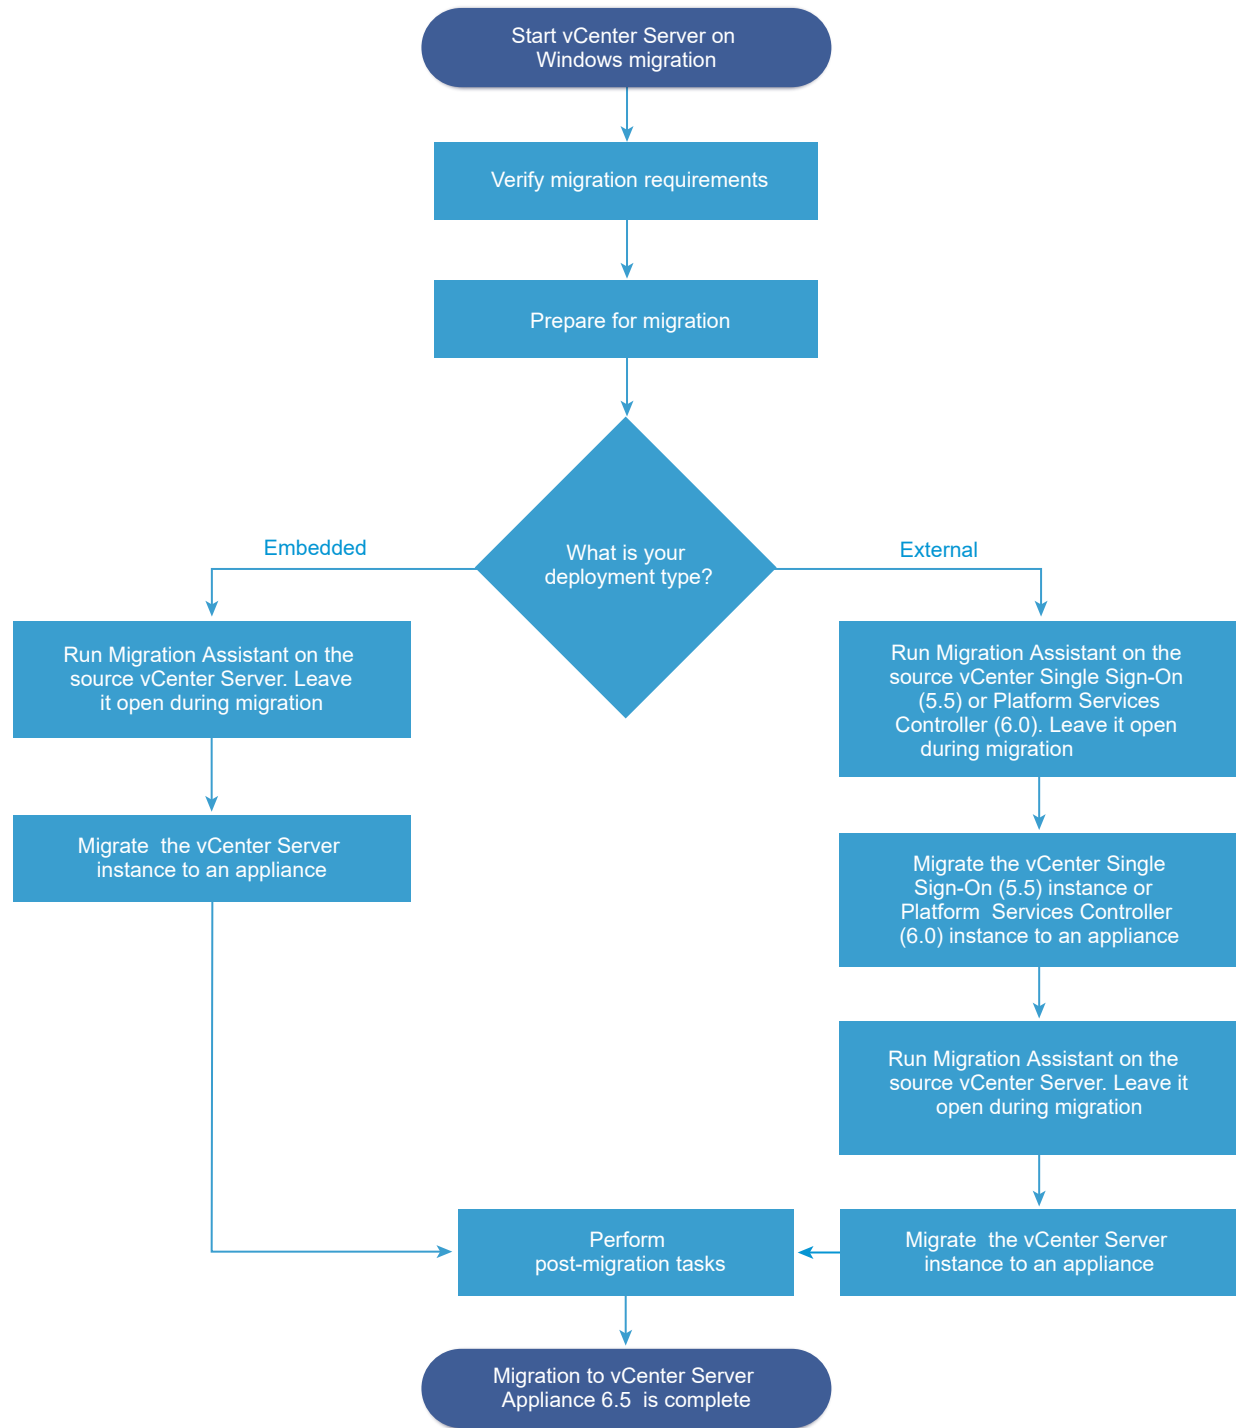 Start vCenter Server on
Windows migration
Verify migration requirements
Prepare for migration
What is your
deployment type?
Embedded
External
Run Migration Assistant on the
source vCenter Server. Leave
it open during migration
Migrate the vCenter Server
instance to an appliance
Run Migration Assistant on the
source vCenter Single Sign-On
(5.5) or Platform Services
Controller (6.0). Leave it open
during migration
Migrate the vCenter Single
Sign-On (5.5) instance or
Platform Services Controller
(6.0) instance to an appliance
Run Migration Assistant on the
source vCenter Server. Leave it
open during migration
Migrate the vCenter Server
instance to an appliance
Perform
post-migration tasks
Migration to vCenter Server
Appliance 6.5 is complete